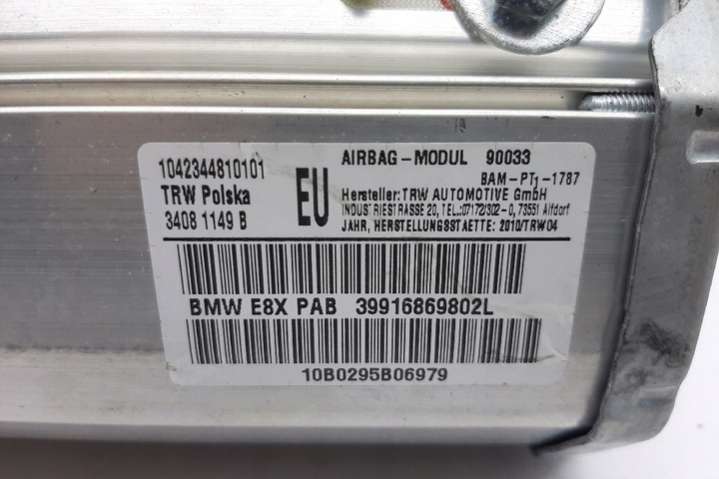 1042344810101
TRW Polska
3408 1149 B
EU
AIRBAG-MODUL 90033
BAM-PT1-1787
Hersteller: TRW AUTOMOTIVE GmbH
INDUSTRIESTRASSE 20, TEL.:07172/302-0, 73551 Alfdorf
JAHR, HERSTELLUNGSSTAETTE: 2010/TRW04
BMW E8X PAB 39916869802L
10B0295B06979